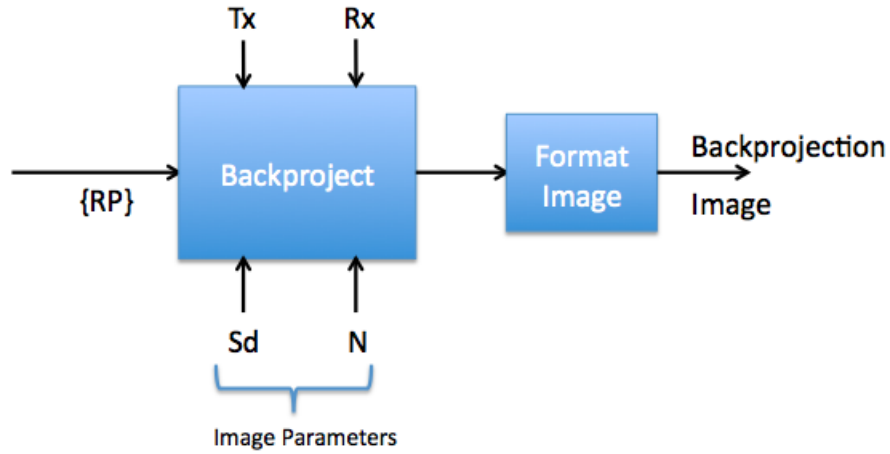 Tx Rx
Backproject
{RP}
Format
Image
Backprojection
Image
Sd N
Image Parameters